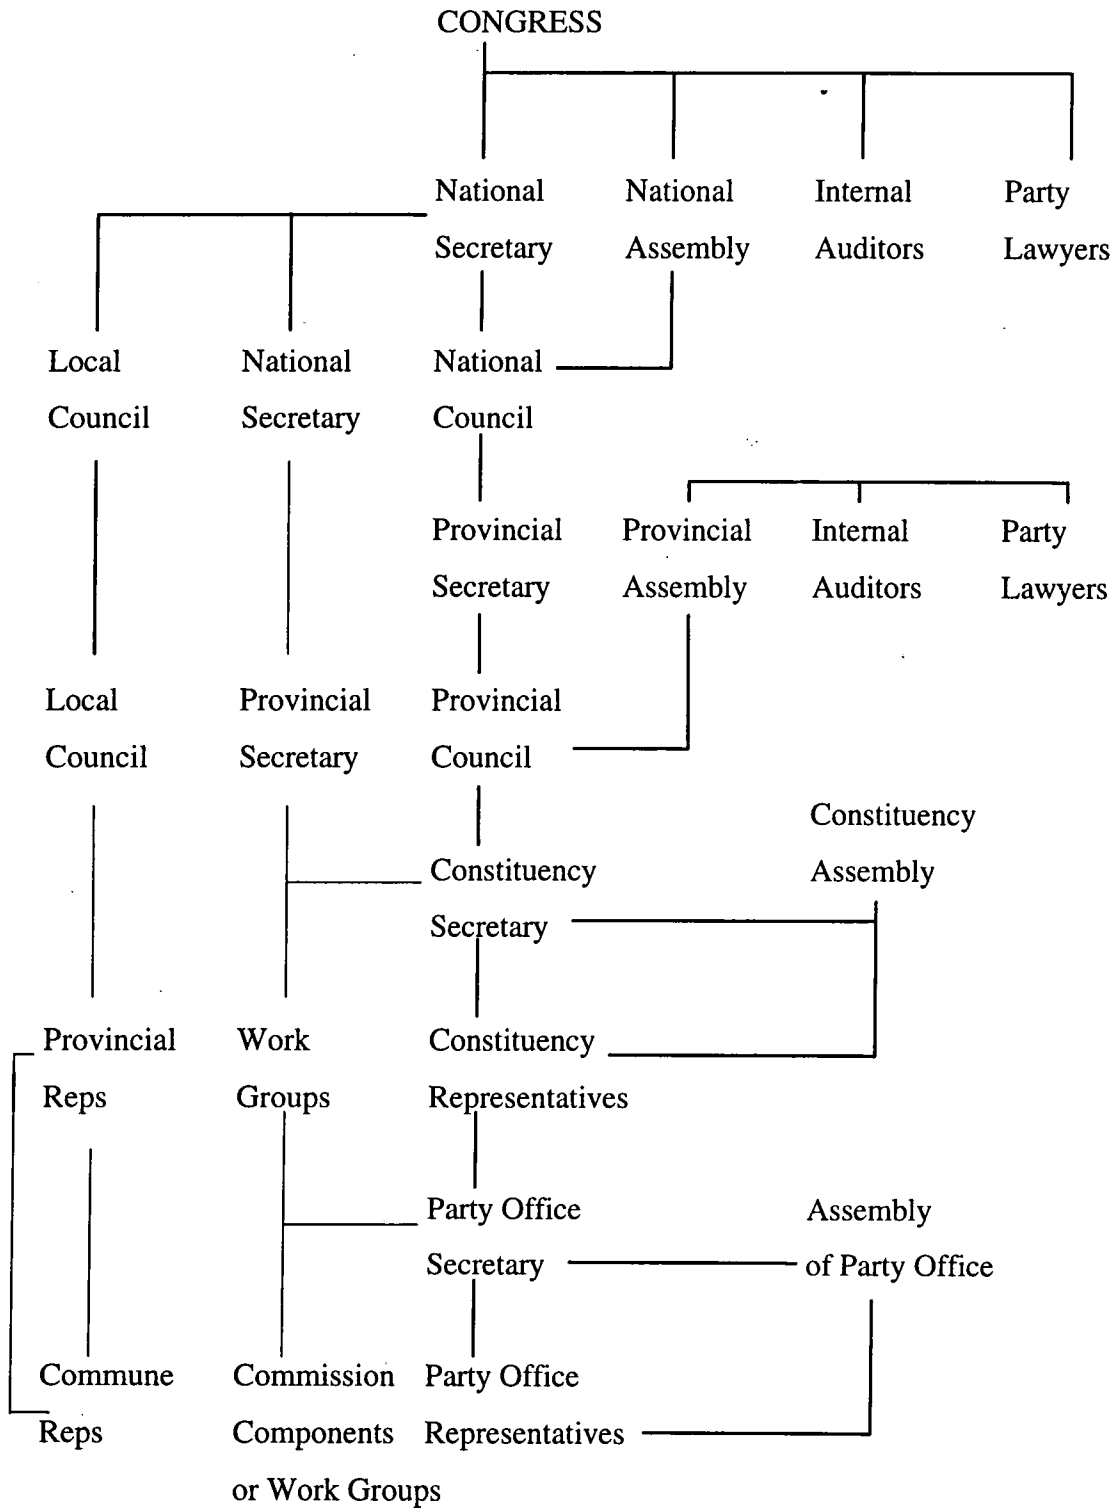 CONGRESS
National National Internal Party
Secretary Assembly Auditors Lawyers
Local National National
Council Secretary Council
Provincial Provincial Internal Party
Secretary Assembly Auditors Lawyers
Local Provincial Provincial
Council Secretary Council
Constituency
Constituency Assembly
Secretary
Provincial Work Constituency
Reps Groups Representatives
Party Office Assembly
Secretary of Party Office
Commune Commission Party Office
Reps Components Representatives
or Work Groups